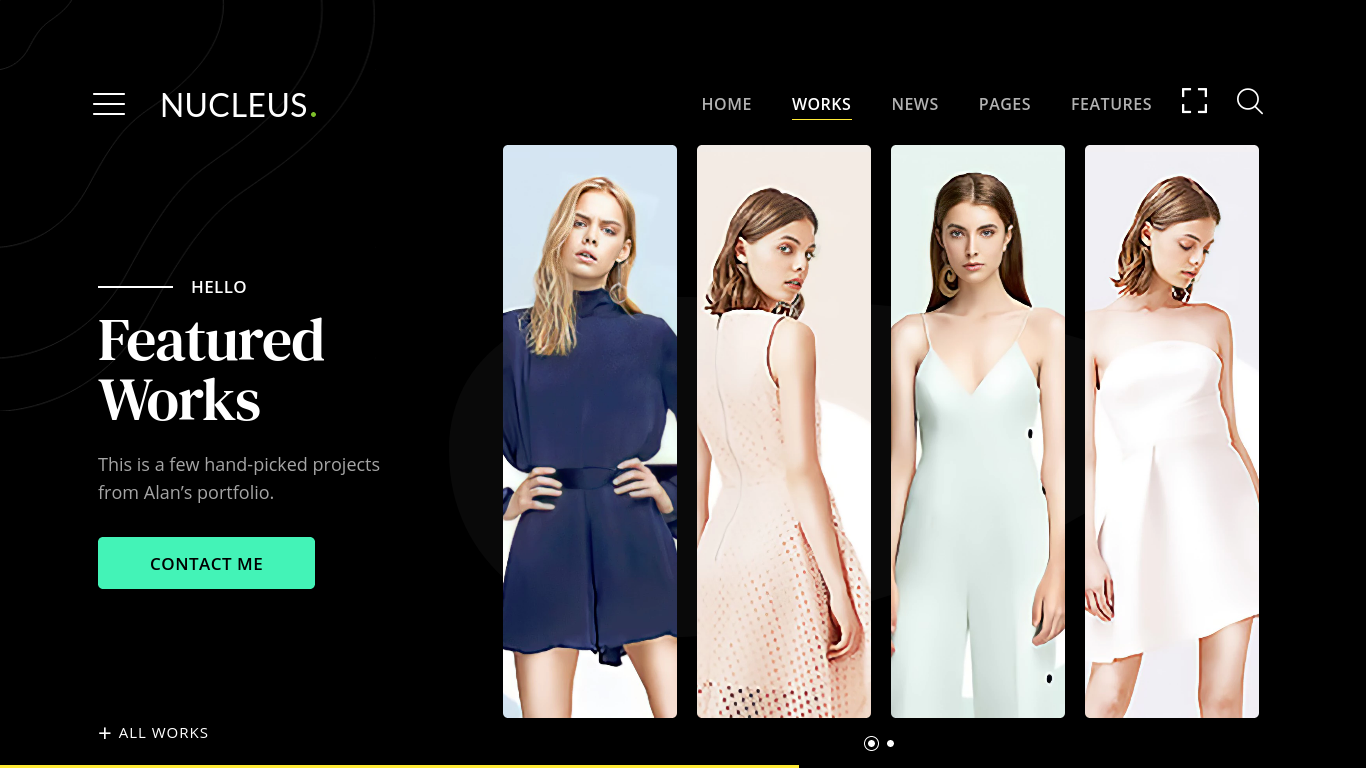 NUCLEUS.
HOME WORKS NEWS PAGES FEATURES
HELLO
Featured
Works
This is a few hand-picked projects
from Alan’s portfolio.
CONTACT ME
+ ALL WORKS